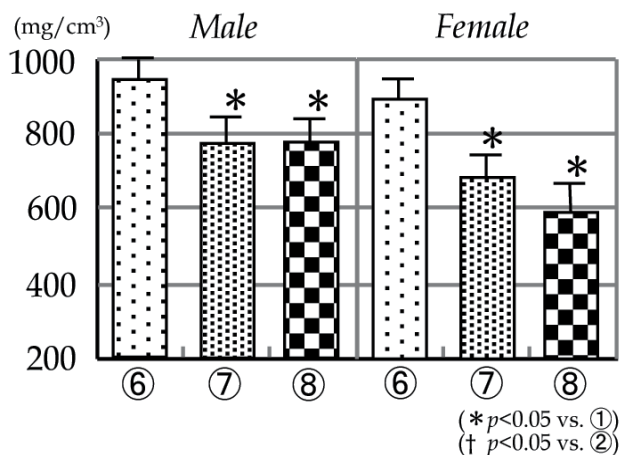 (mg/cm³) Male Female
1000
800
600
400
200
* * * *
⑥ ⑦ ⑧ ⑥ ⑦ ⑧
(* p<0.05 vs. ①)
(† p<0.05 vs. ②)